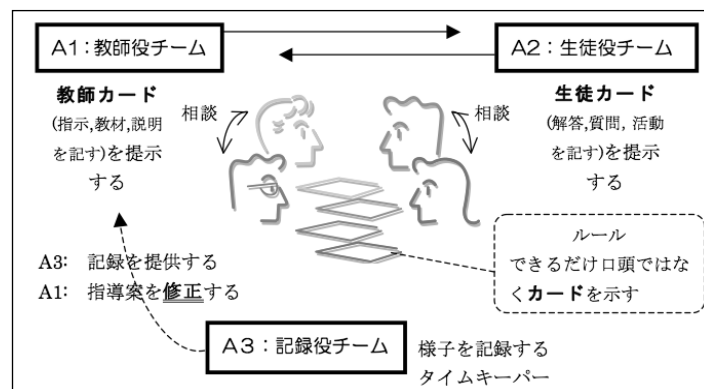 A1:教師役チーム
A2:生徒役チーム
教師カード
(指示,教材,説明
を記す)を提示
する
相談
相談
生徒カード
(解答,質問, 活動
を記す)を提示
する
ルール
できるだけ口頭ではな
くカードを示す
A3: 記録を提供する
A1: 指導案を修正する
A3:記録役チーム
様子を記録する
タイムキーパー